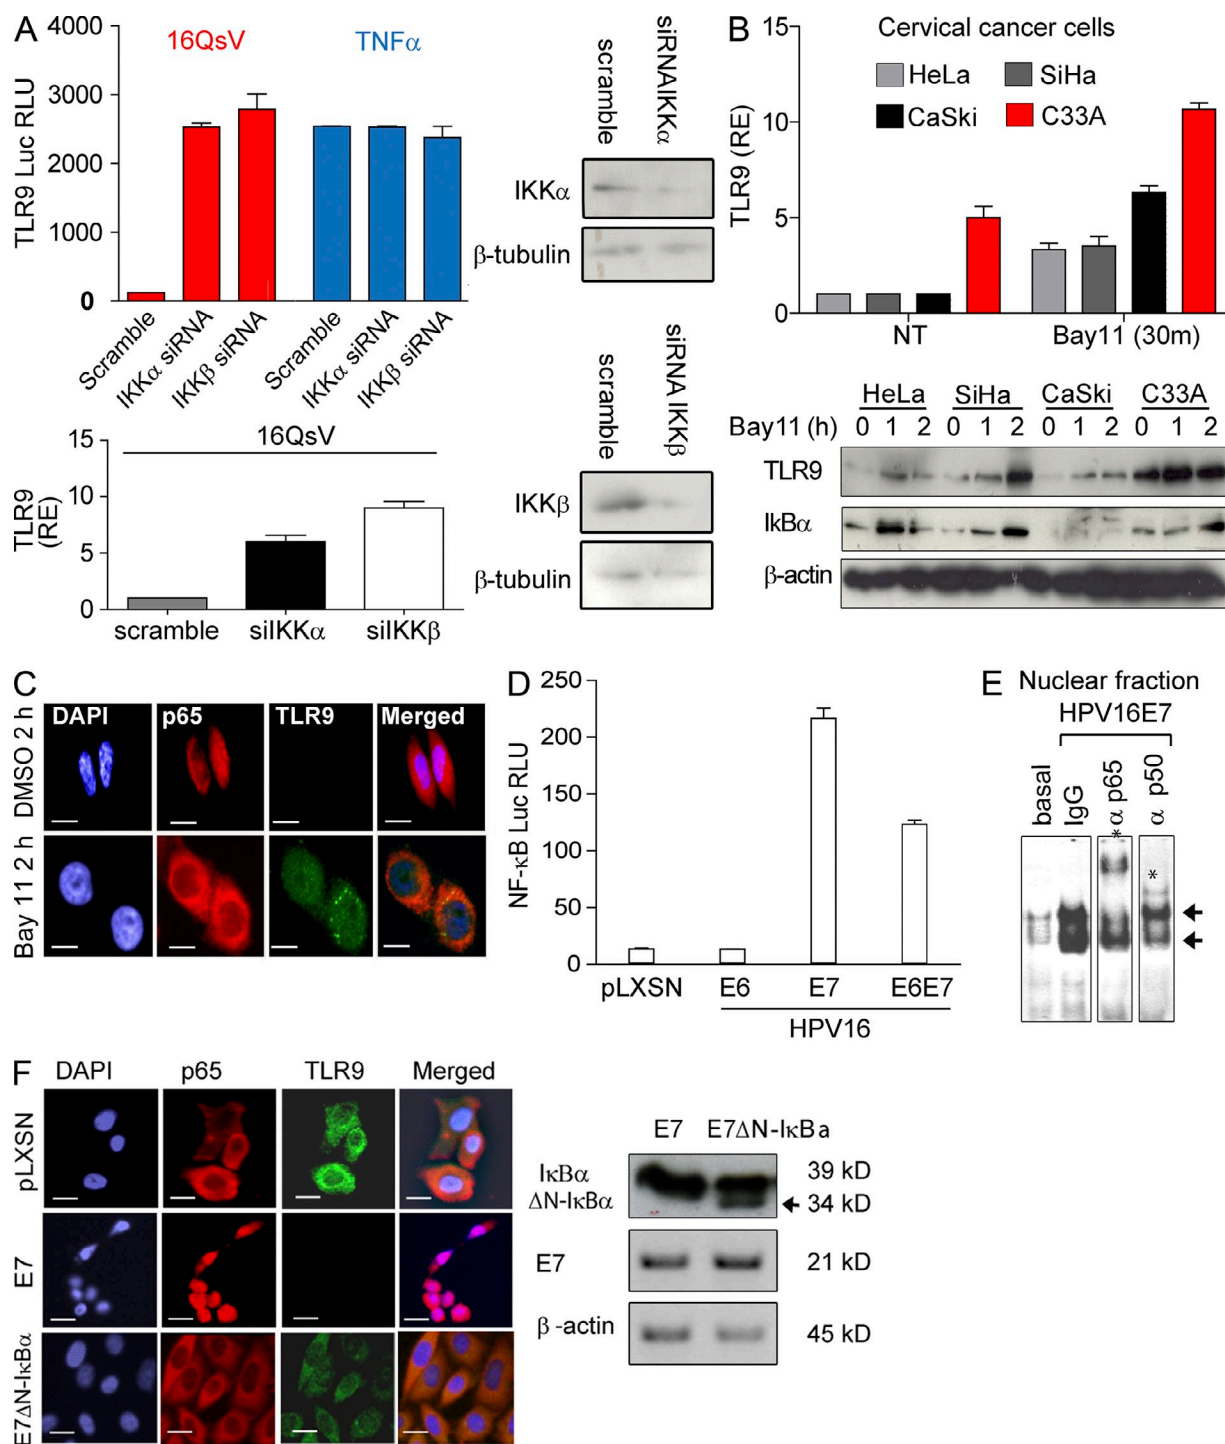 A
4000
3000
2000
1000
0
TLR9 Luc RLU
16QsV
TNFα
Scramble
IKKα siRNA
IKKβ siRNA
Scramble
IKKα siRNA
IKKβ siRNA
scramble
siRNAIKKα
IKKα
β-tubulin
16QsV
15
10
5
0
TLR9
(RE)
scramble
siIKKα
siIKKβ
scramble
siRNA IKKβ
IKKβ
β-tubulin
B
Cervical cancer cells
HeLa
SiHa
CaSki
C33A
15
10
5
0
TLR9 (RE)
NT
Bay11 (30m)
HeLa SiHa CaSki C33A
Bay11 (h) 0 1 2 0 1 2 0 1 2 0 1 2
TLR9
IkBα
β-actin
C
DAPI p65 TLR9 Merged
DMSO 2 h
Bay 11 2 h
D
250
200
150
100
50
0
NF-κB Luc RLU
pLXSN E6 E7 E6E7
HPV16
E
Nuclear fraction
HPV16E7
basal
IgG
*α p65
α p50
*
F
DAPI p65 TLR9 Merged
pLXSN
E7
E7ΔN-IκBα
E7 E7ΔN-IκBa
IκBα 39 kD
ΔN-IκBα 34 kD
E7 21 kD
β-actin 45 kD